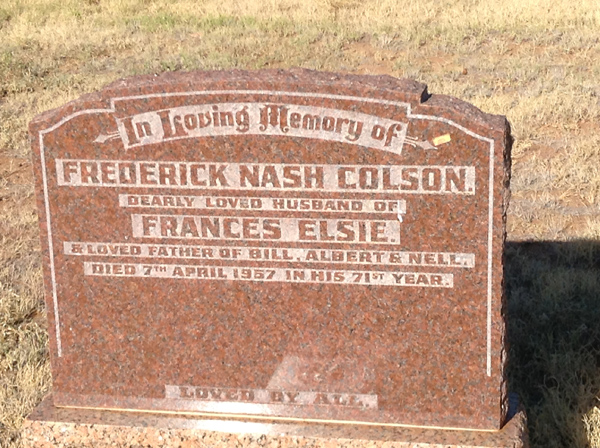 In Loving Memory of
FREDERICK NASH COLSON.
DEARLY LOVED HUSBAND OF
FRANCES ELSIE.
& LOVED FATHER OF BILL, ALBERT & NELL.
DIED 7TH APRIL 1957 IN HIS 71ST YEAR.
LOVED BY ALL.